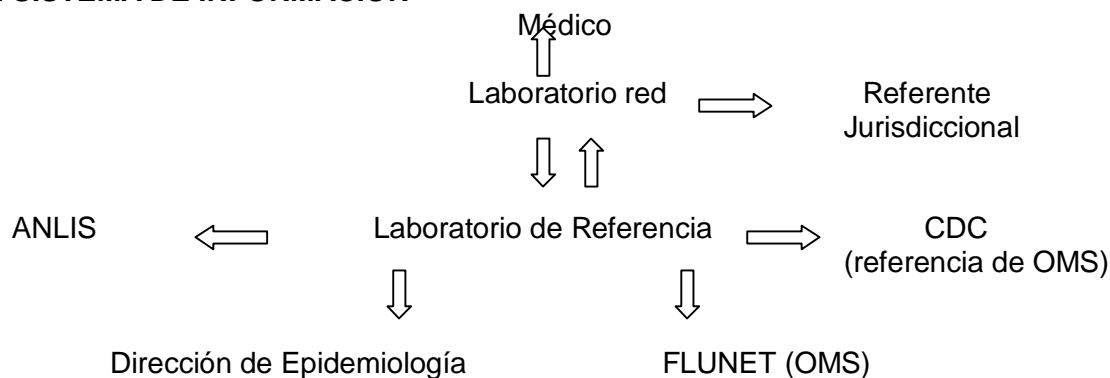 Médico
Laboratorio red
Referente
Jurisdiccional
ANLIS
Laboratorio de Referencia
CDC
(referencia de OMS)
Dirección de Epidemiología
FLUNET (OMS)